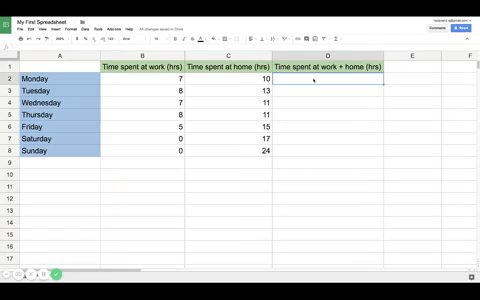 My First Spreadsheet
File Edit View Insert Format Data Tools Add-ons Help All changes saved in Drive
Comments Share
A B C D E F
1 Time spent at work (hrs) Time spent at home (hrs) Time spent at work + home (hrs)
2 Monday 7 10
3 Tuesday 8 13
4 Wednesday 7 11
5 Thursday 8 11
6 Friday 5 15
7 Saturday 0 17
8 Sunday 0 24
9
10
11
12
13
14
15
16
17